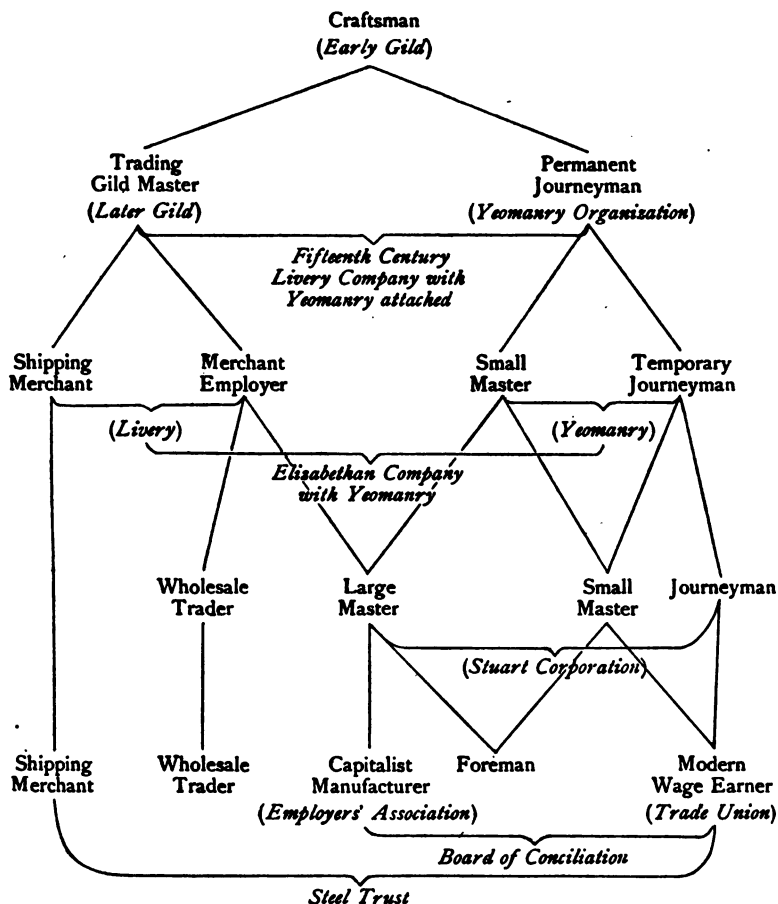 Craftsman
(Early Gild)
Trading
Gild Master
(Later Gild)
Permanent
Journeyman
(Yeomanry Organization)
Fifteenth Century
Livery Company with
Yeomanry attached
Shipping
Merchant
Merchant
Employer
Small
Master
Temporary
Journeyman
(Livery)
(Yeomanry)
Elizabethan Company
with Yeomanry
Wholesale
Trader
Large
Master
Small
Master
Journeyman
(Stuart Corporation)
Shipping
Merchant
Wholesale
Trader
Capitalist
Manufacturer
(Employers' Association)
Foreman
Modern
Wage Earner
(Trade Union)
Board of Conciliation
Steel Trust